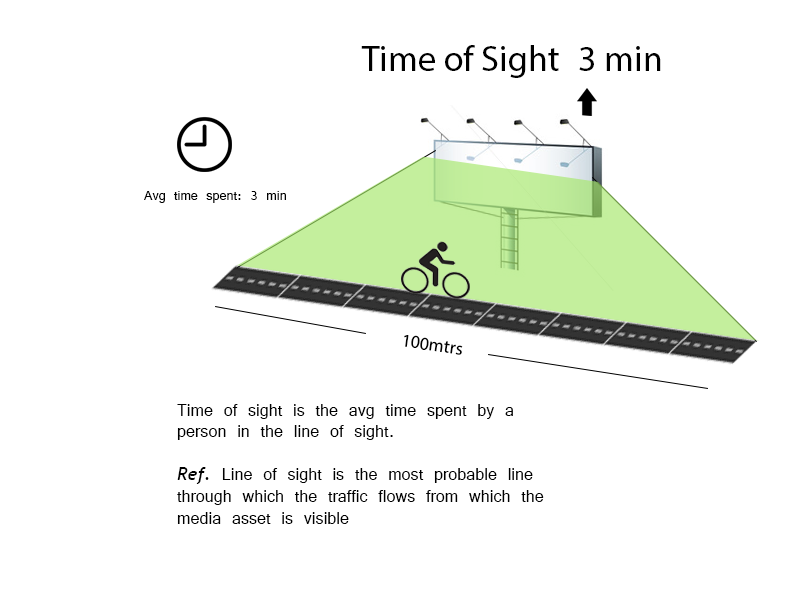 Time of Sight 3 min
Avg time spent: 3 min
100mtrs
Time of sight is the avg time spent by a
person in the line of sight.
Ref. Line of sight is the most probable line
through which the traffic flows from which the
media asset is visible